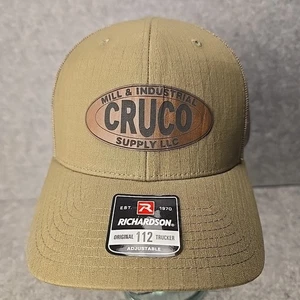 MILL & INDUSTRIAL
CRUCO
SUPPLY LLC
EST. R 1970
RICHARDSON
ORIGINAL 112 TRUCKER
ADJUSTABLE